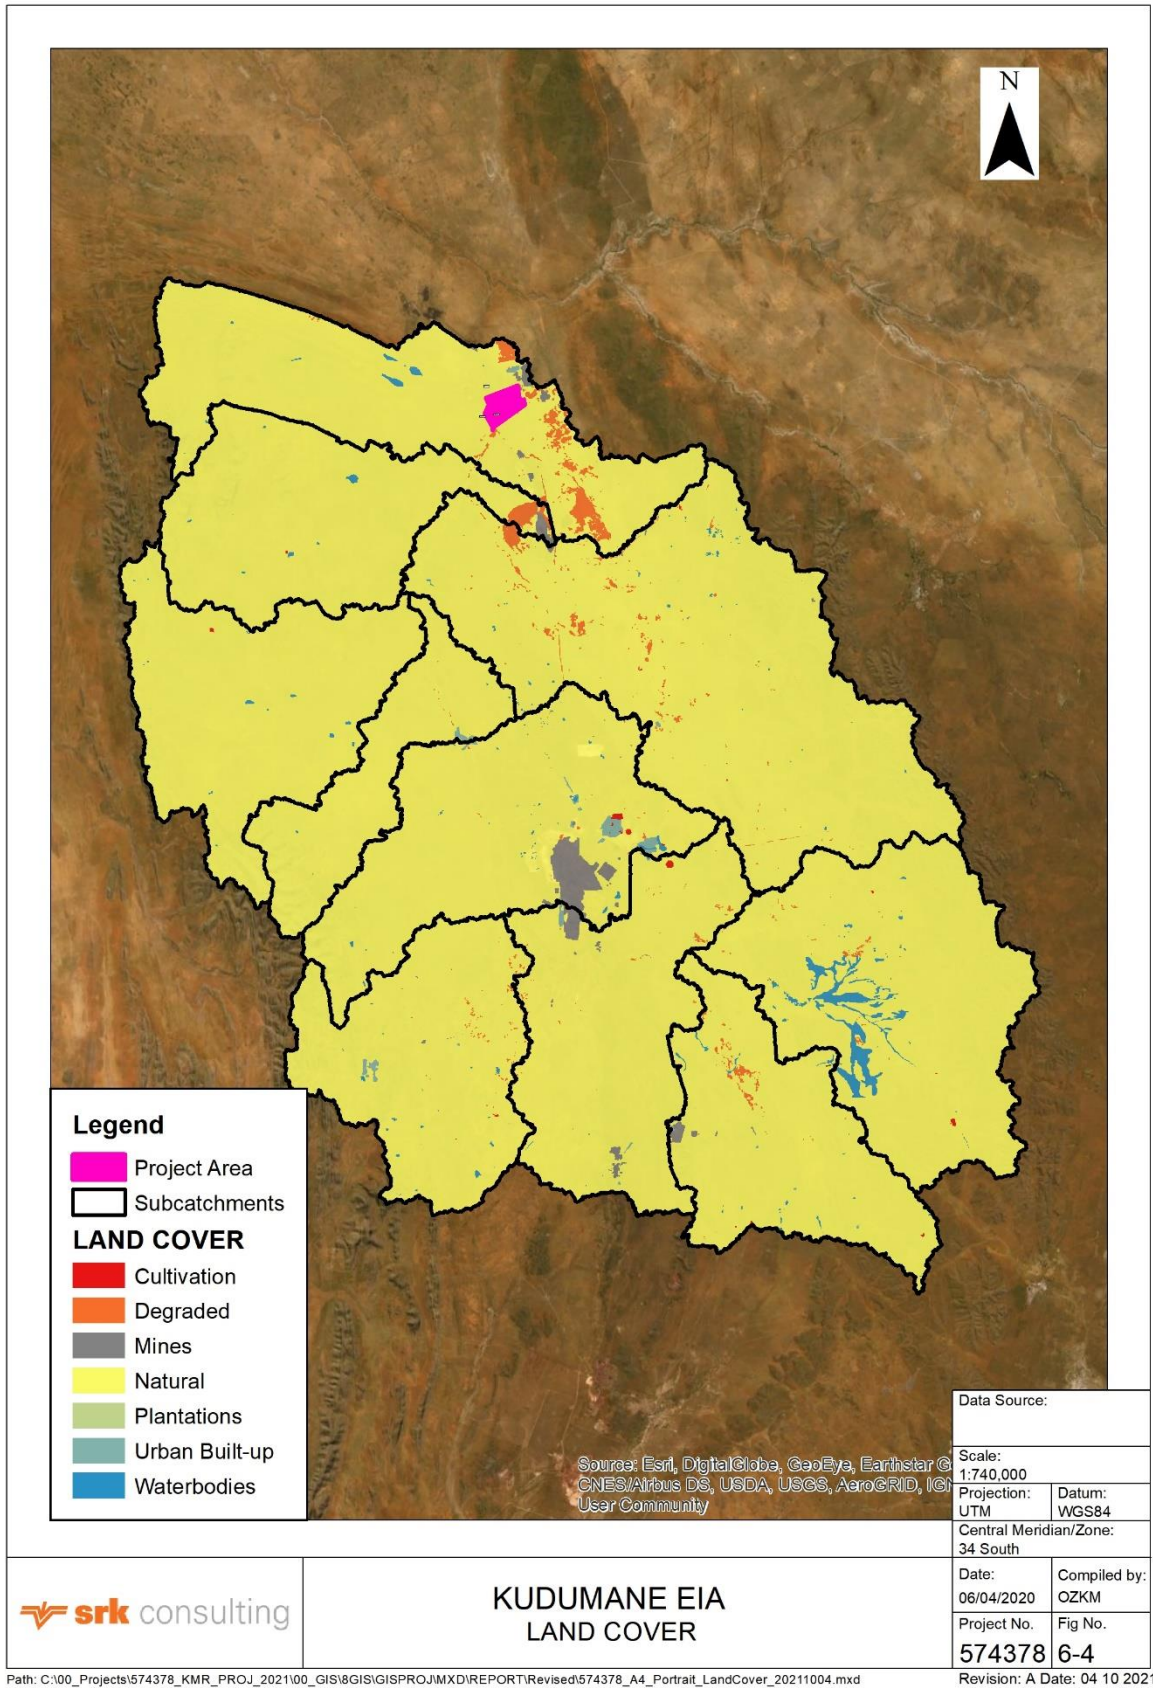 N
Legend
Project Area
Subcatchments
LAND COVER
Cultivation
Degraded
Mines
Natural
Plantations
Urban Built-up
Waterbodies
Source: Esri, DigitalGlobe, GeoEye, Earthstar G
CNES/Airbus DS, USDA, USGS, AeroGRID, IGN
User Community
Data Source:
Scale:
1:740,000
Projection:
UTM
Datum:
WGS84
Central Meridian/Zone:
34 South
Date:
06/04/2020
Compiled by:
OZKM
Project No.
574378
Fig No.
6-4
srk consulting
KUDUMANE EIA
LAND COVER
Path: C:\00_Projects\574378_KMR_PROJ_2021\00_GIS\8GIS\GISPROJ\MXD\REPORT\Revised\574378_A4_Portrait_LandCover_20211004.mxd
Revision: A Date: 04 10 2021